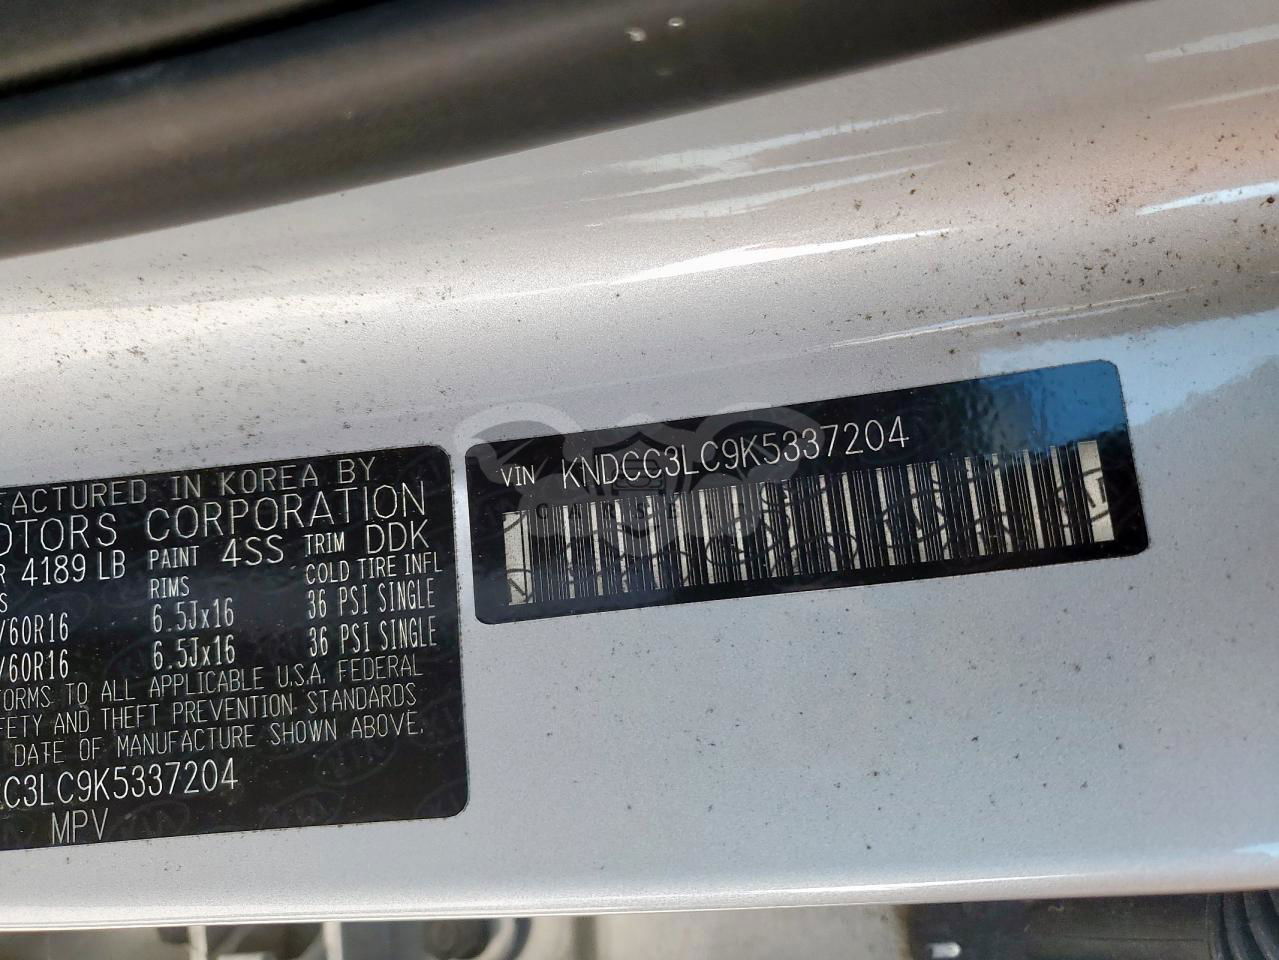 FACTURED IN KOREA BY
OTORS CORPORATION
R 4189 LB PAINT 4SS TRIM DDK
S RIMS COLD TIRE INFL
/60R16 6.5Jx16 36 PSI SINGLE
/60R16 6.5Jx16 36 PSI SINGLE
FORMS TO ALL APPLICABLE U.S.A. FEDERAL
FETY AND THEFT PREVENTION STANDARDS
DATE OF MANUFACTURE SHOWN ABOVE.
CC3LC9K5337204
MPV
VIN KNDCC3LC9K5337204